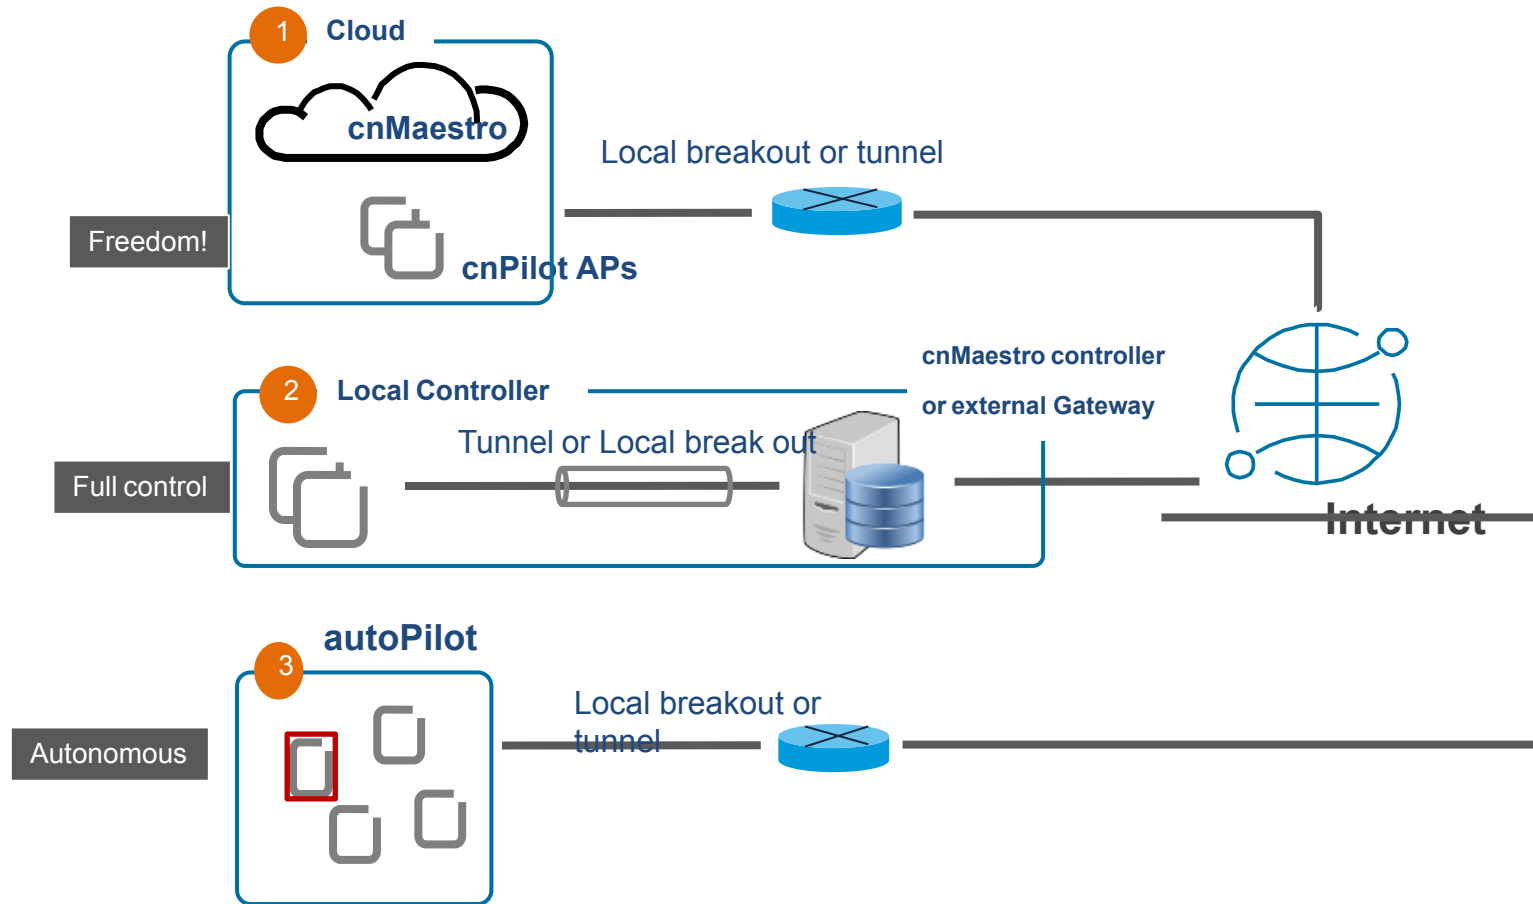 1
Cloud
cnMaestro
Local breakout or tunnel
Freedom!
cnPilot APs
cnMaestro controller
or external Gateway
2
Local Controller
Tunnel or Local break out
Full control
Internet
autoPilot
3
Local breakout or
tunnel
Autonomous